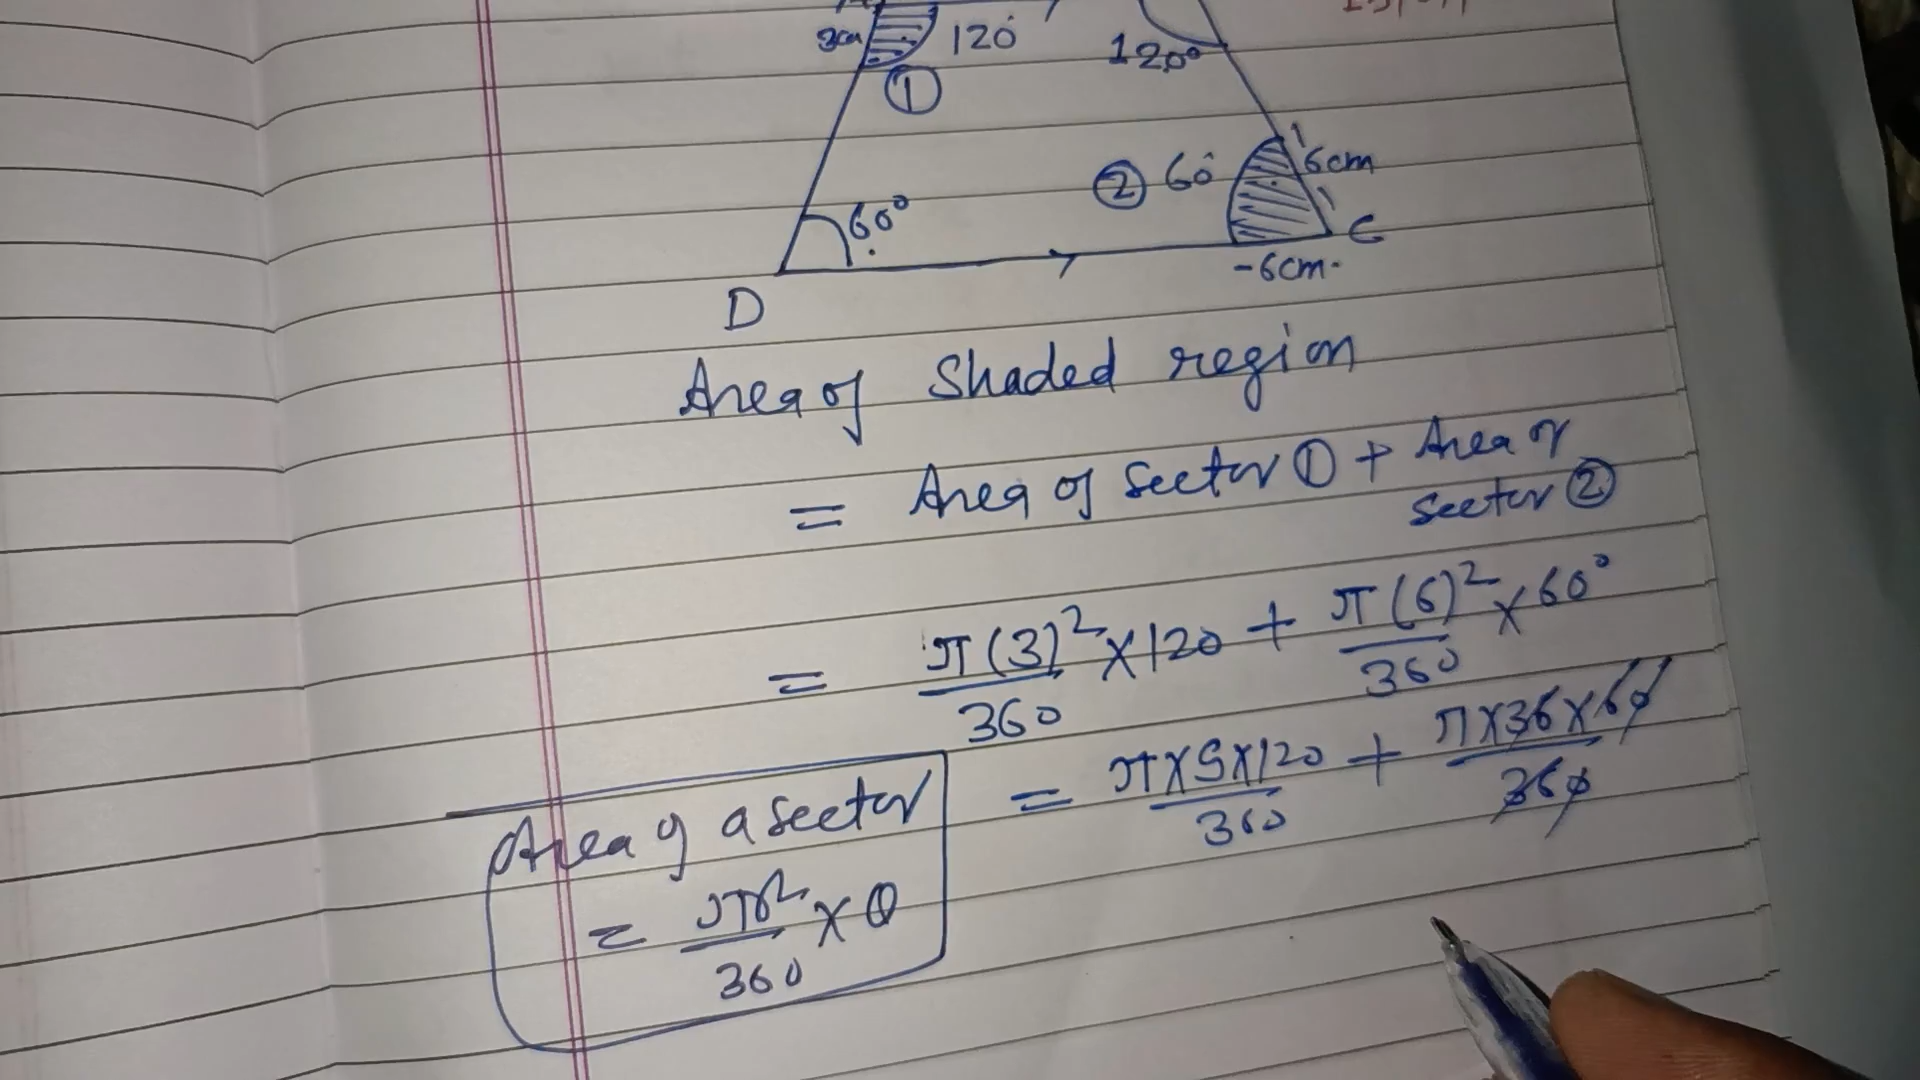 3cm 120° 120°
①
② 60° 6cm
60° C
-6cm-
D
Area of Shaded region
= Area of Sector ① + Area of
Sector ②
= π(3)²/360 × 120 + π(6)²/360 × 60°
= π×9×120/360 + π×36×60/360
Area of a sector
= πr²/360 × θ